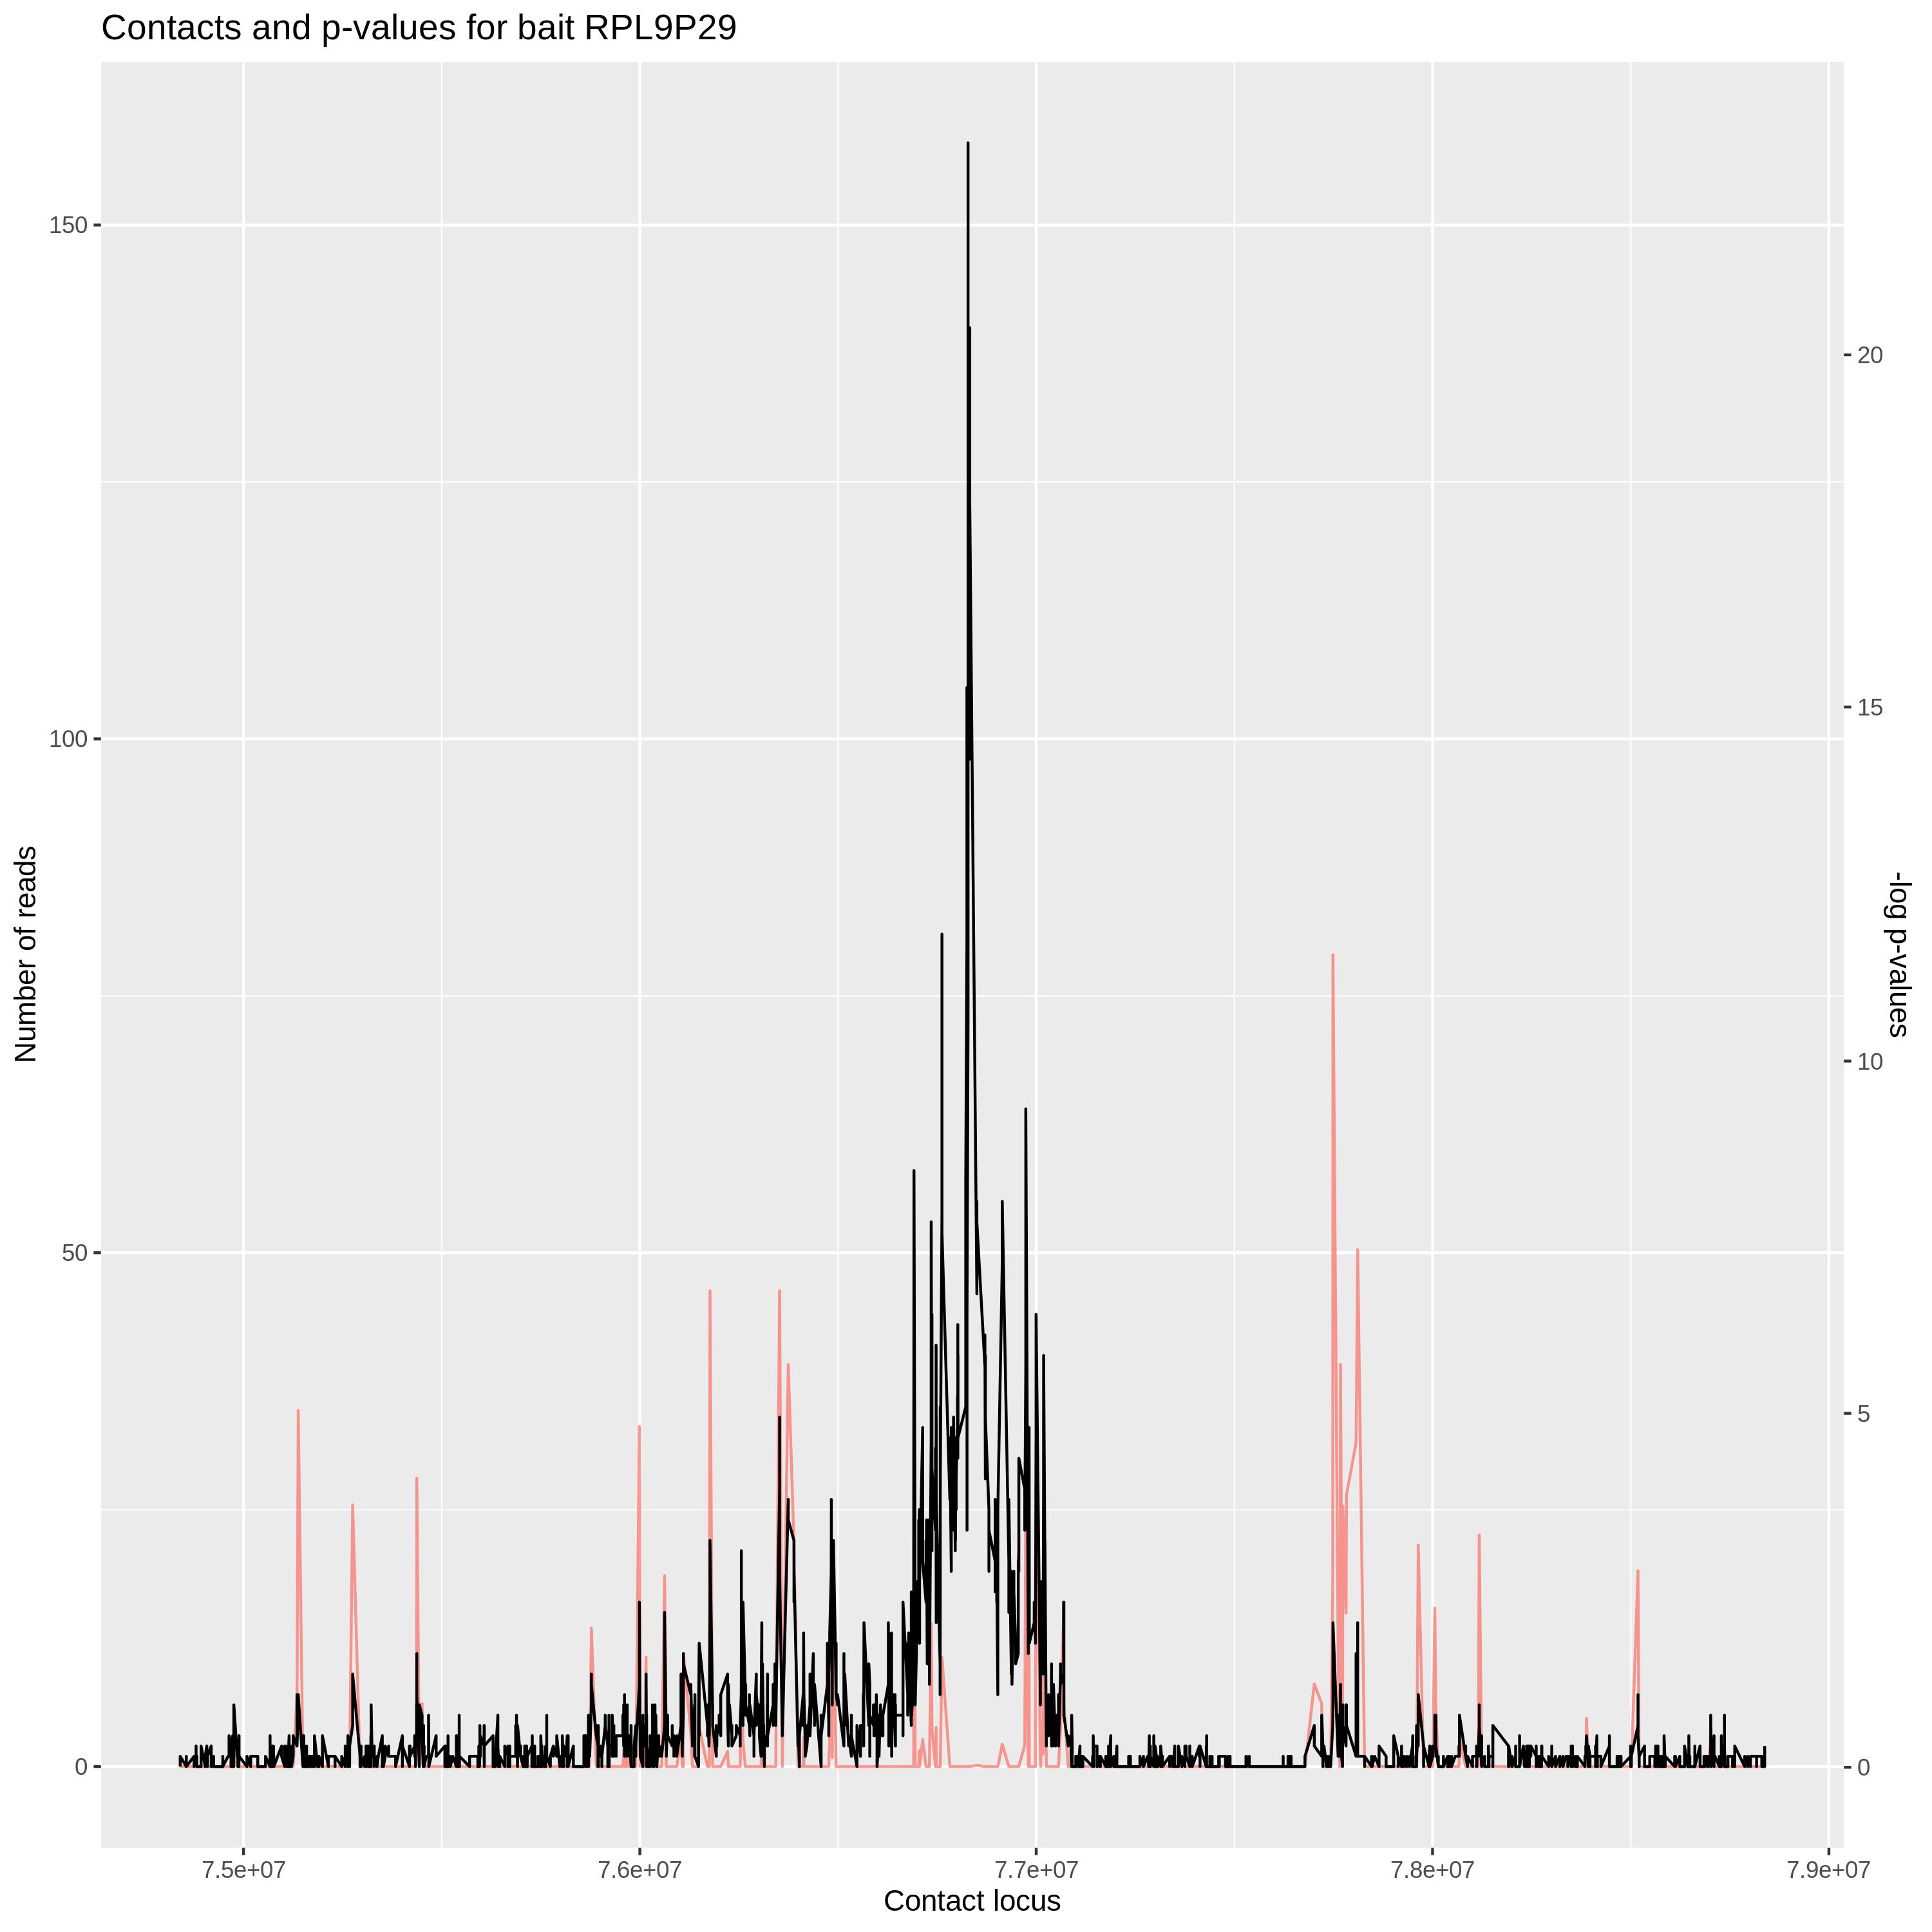 Contacts and p-values for bait RPL9P29
150
100
50
0
Number of reads
20
15
10
5
0
-log p-values
7.5e+07
7.6e+07
7.7e+07
7.8e+07
7.9e+07
Contact locus